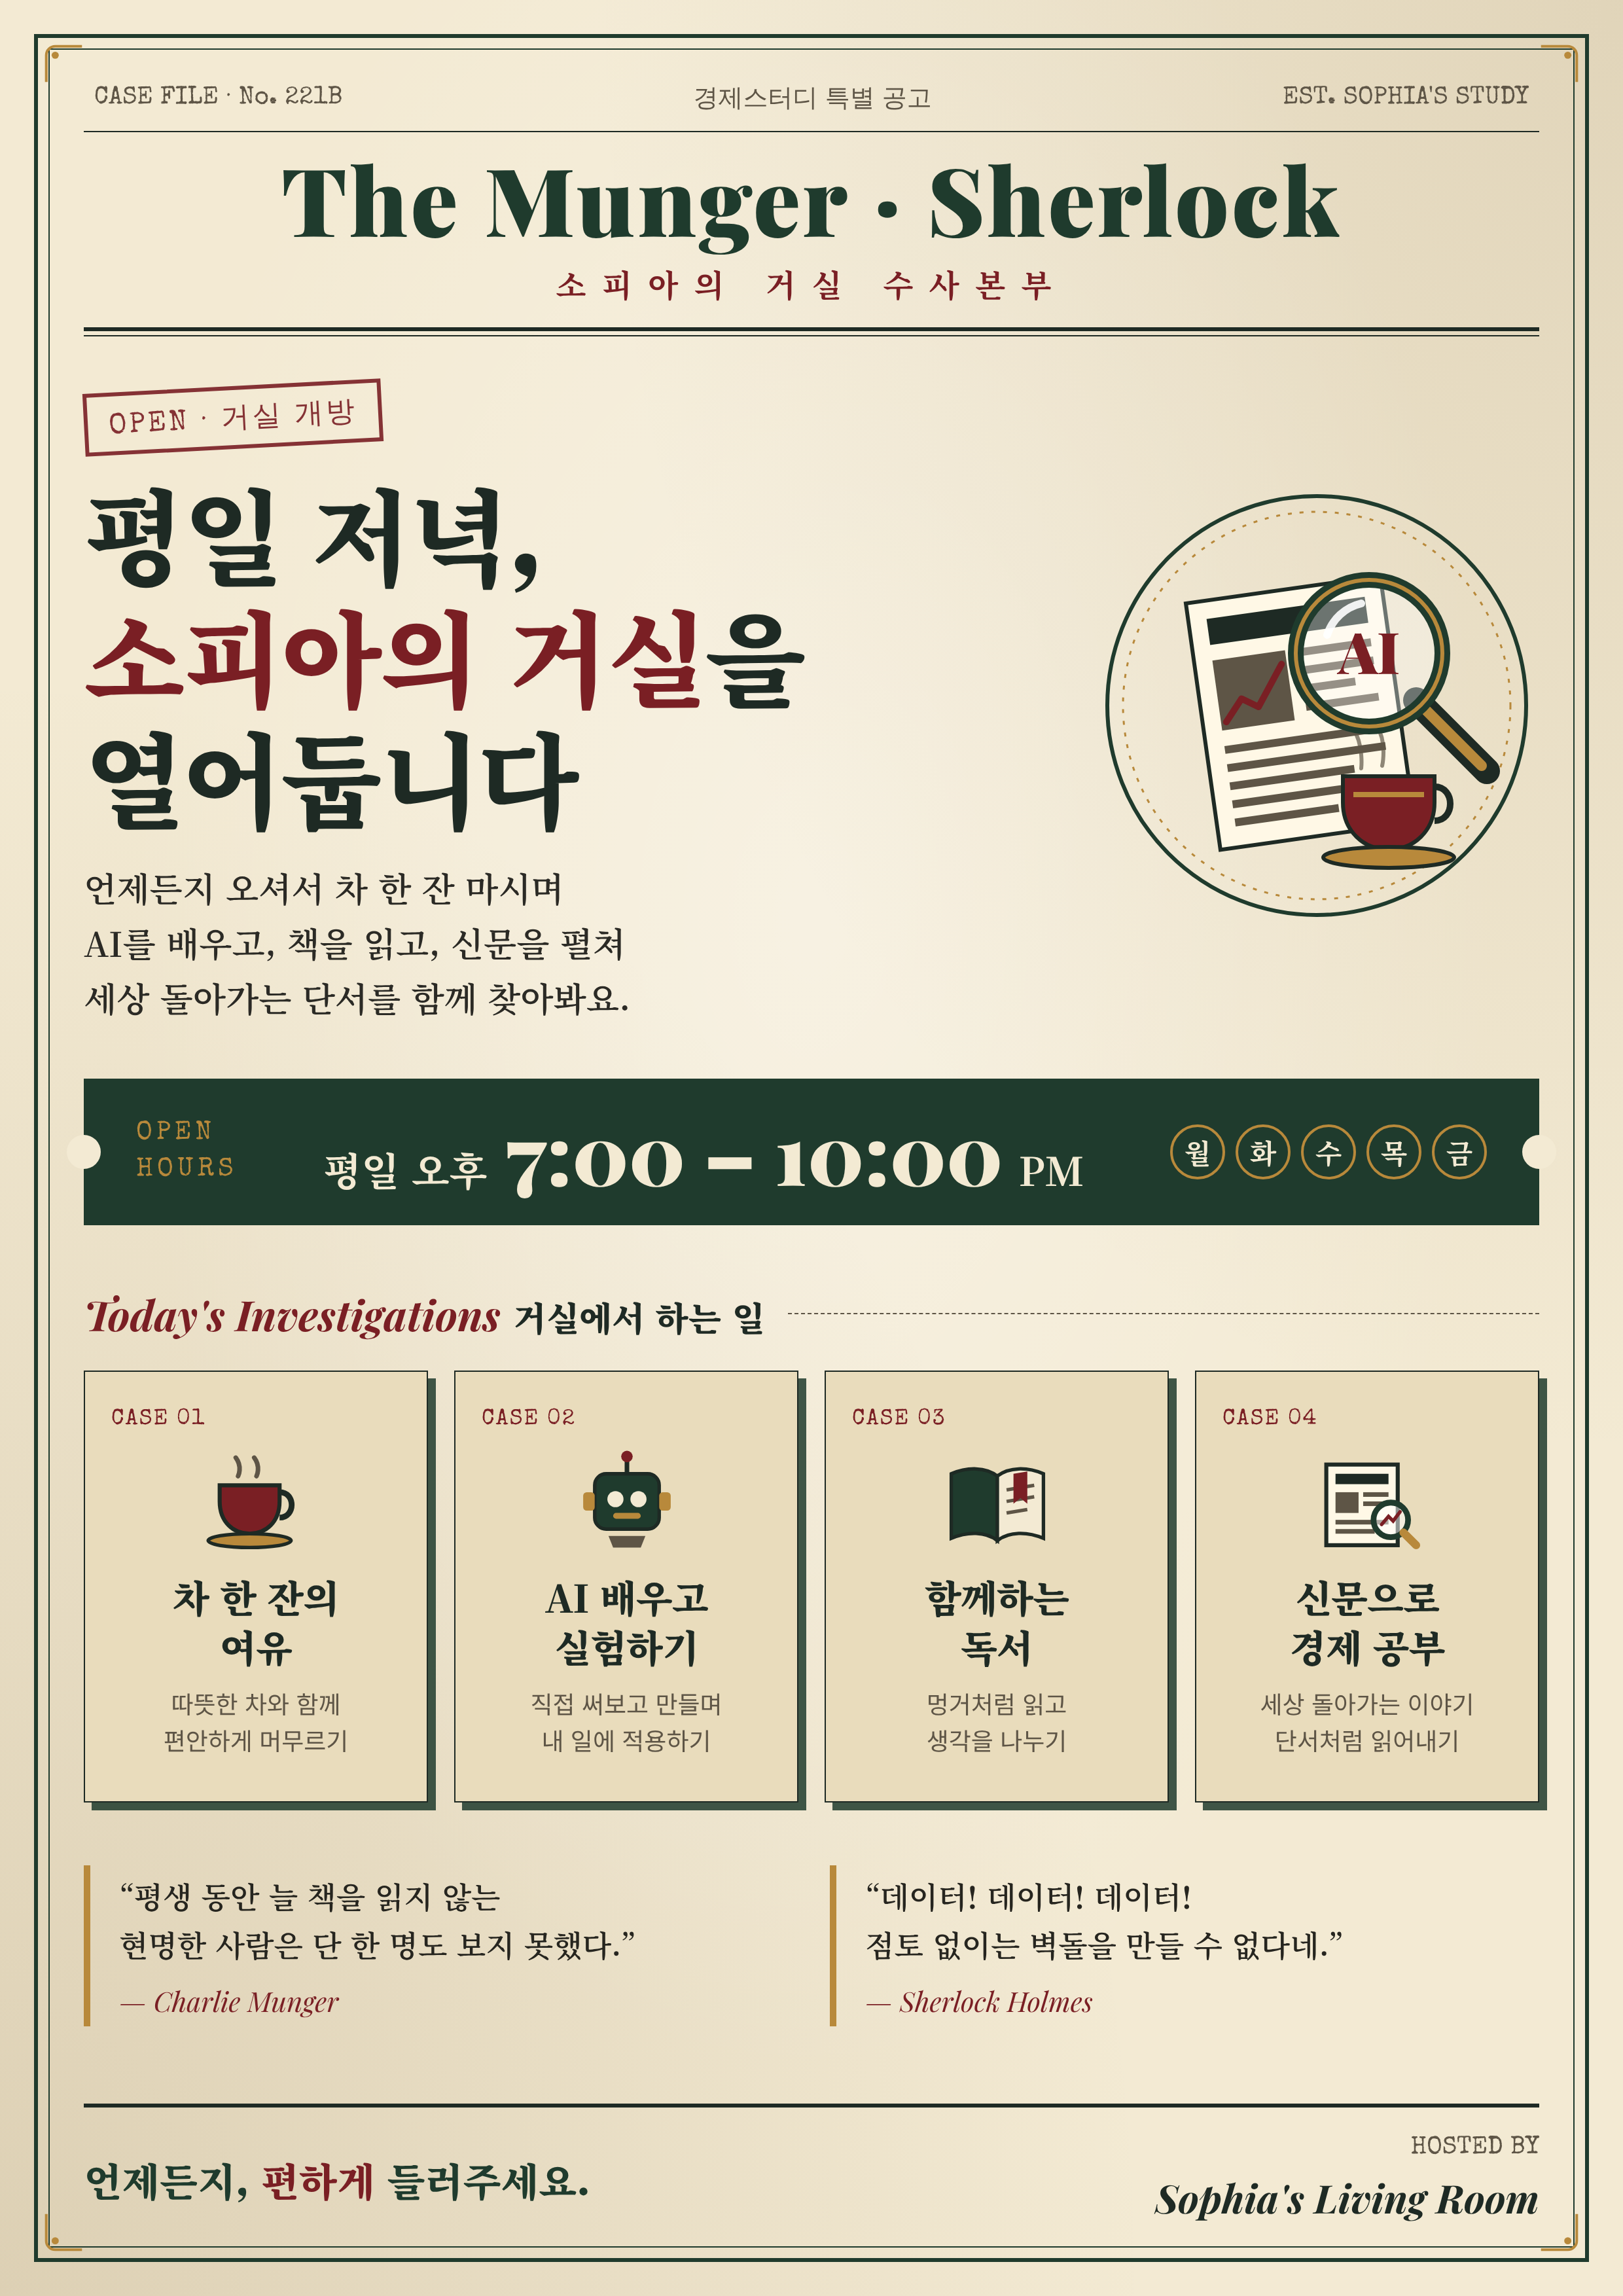 CASE FILE · No. 221B
경제스터디 특별 공고
EST. SOPHIA'S STUDY
The Munger · Sherlock
소피아의 거실 수사본부
OPEN · 거실 개방
평일 저녁,
소피아의 거실을
열어둡니다
언제든지 오셔서 차 한 잔 마시며
AI를 배우고, 책을 읽고, 신문을 펼쳐
세상 돌아가는 단서를 함께 찾아봐요.
AI
OPEN
HOURS
평일 오후 7:00 – 10:00 PM
월 화 수 목 금
Today's Investigations 거실에서 하는 일
CASE 01
차 한 잔의
여유
따뜻한 차와 함께
편안하게 머무르기
CASE 02
AI 배우고
실험하기
직접 써보고 만들며
내 일에 적용하기
CASE 03
함께하는
독서
멍거처럼 읽고
생각을 나누기
CASE 04
신문으로
경제 공부
세상 돌아가는 이야기
단서처럼 읽어내기
“평생 동안 늘 책을 읽지 않는
현명한 사람은 단 한 명도 보지 못했다.”
— Charlie Munger
“데이터! 데이터! 데이터!
점토 없이는 벽돌을 만들 수 없다네.”
— Sherlock Holmes
언제든지, 편하게 들러주세요.
HOSTED BY
Sophia's Living Room